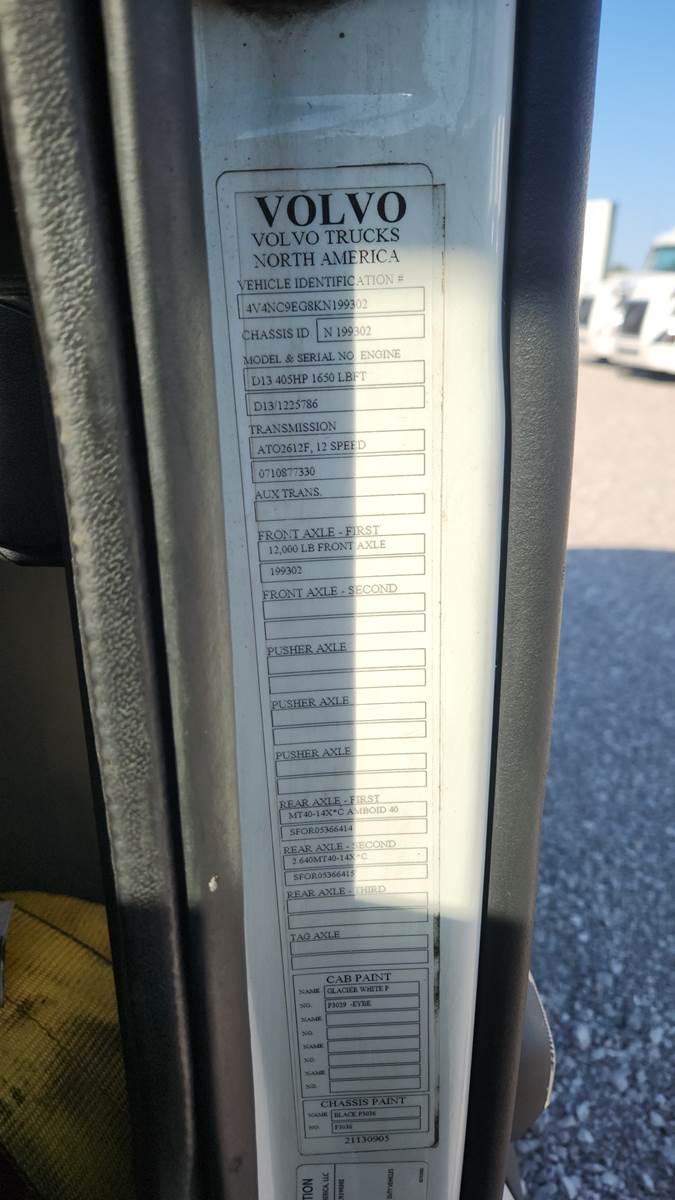 VOLVO
VOLVO TRUCKS
NORTH AMERICA
VEHICLE IDENTIFICATION #
4V4NC9EG8KN199302
CHASSIS ID N 199302
MODEL & SERIAL NO. ENGINE
D13 405HP 1650 LBFT
D13/1225786
TRANSMISSION
ATO2612F, 12 SPEED
0710877330
AUX TRANS.
FRONT AXLE - FIRST
12,000 LB FRONT AXLE
199302
FRONT AXLE - SECOND
PUSHER AXLE
PUSHER AXLE
PUSHER AXLE
REAR AXLE - FIRST
MT40-14X*C AMBOID 40
SFOR05366414
REAR AXLE - SECOND
2.640MT40-14X*C
SFOR05366415
REAR AXLE - THIRD
TAG AXLE
CAB PAINT
NAME GLACIER WHITE P
NO. P3029 -EYBE
NAME
NO.
NAME
NO.
NAME
NO.
CHASSIS PAINT
NAME BLACK P3036
NO. P3036
21130905